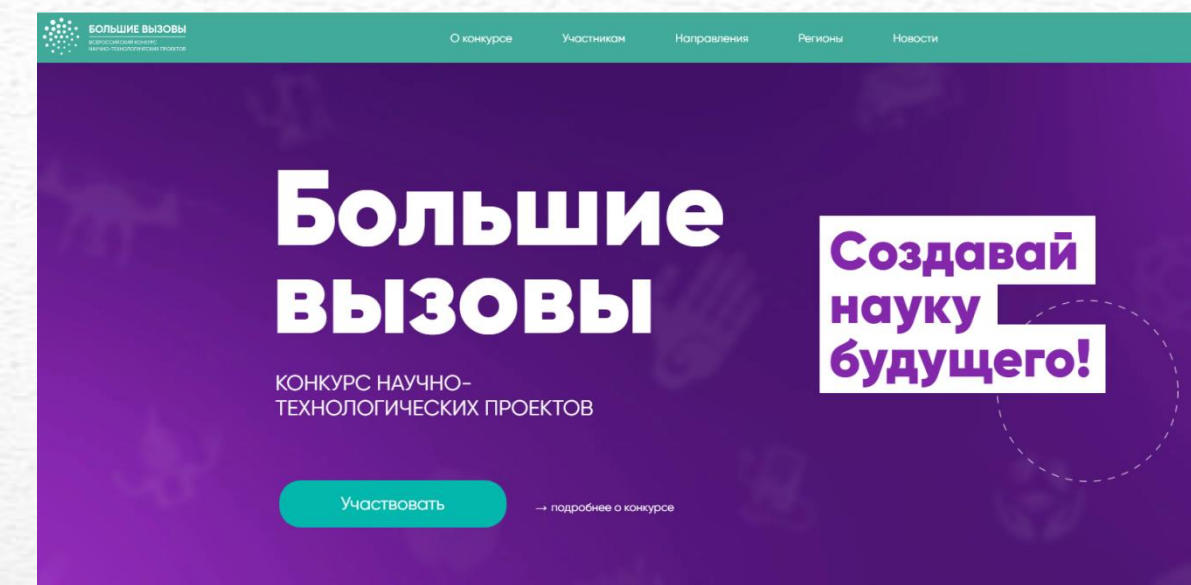 БОЛЬШИЕ ВЫЗОВЫ
ВСЕРОССИЙСКИЙ КОНКУРС
НАУЧНО-ТЕХНОЛОГИЧЕСКИХ ПРОЕКТОВ
О конкурсе Участникам Направления Регионы Новости
Большие
вызовы
КОНКУРС НАУЧНО-
ТЕХНОЛОГИЧЕСКИХ ПРОЕКТОВ
Участвовать → подробнее о конкурсе
Создавай
науку
будущего!